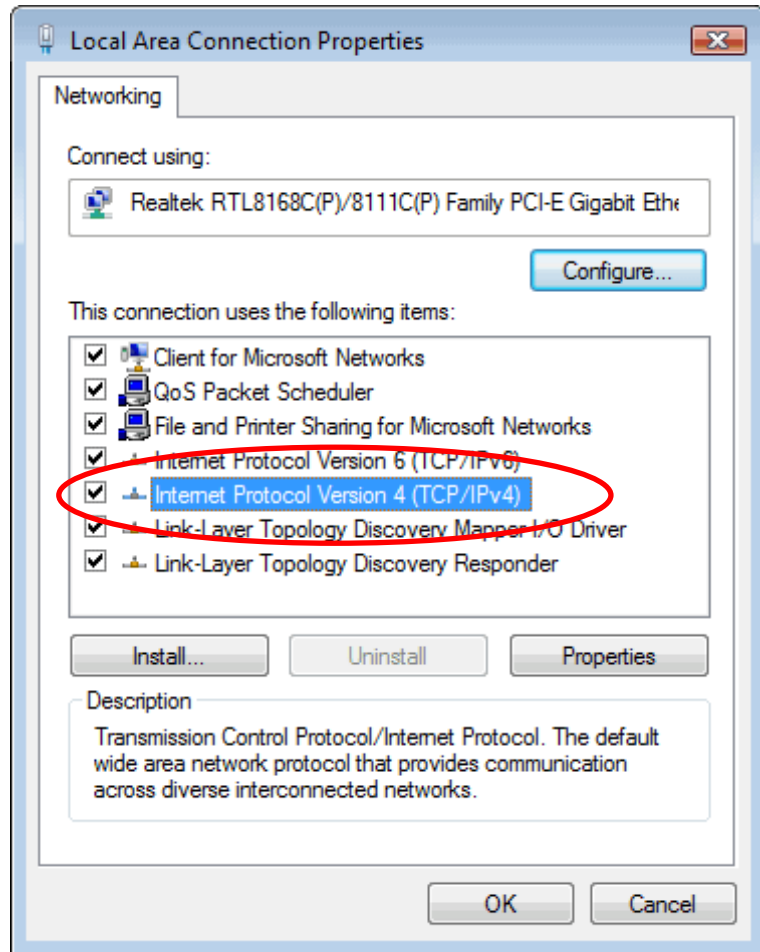 Local Area Connection Properties
Networking
Connect using:
Realtek RTL8168C(P)/8111C(P) Family PCI-E Gigabit Ethe
Configure...
This connection uses the following items:
Client for Microsoft Networks
QoS Packet Scheduler
File and Printer Sharing for Microsoft Networks
Internet Protocol Version 6 (TCP/IPv6)
Internet Protocol Version 4 (TCP/IPv4)
Link-Layer Topology Discovery Mapper I/O Driver
Link-Layer Topology Discovery Responder
Install...
Uninstall
Properties
Description
Transmission Control Protocol/Internet Protocol. The default
wide area network protocol that provides communication
across diverse interconnected networks.
OK
Cancel